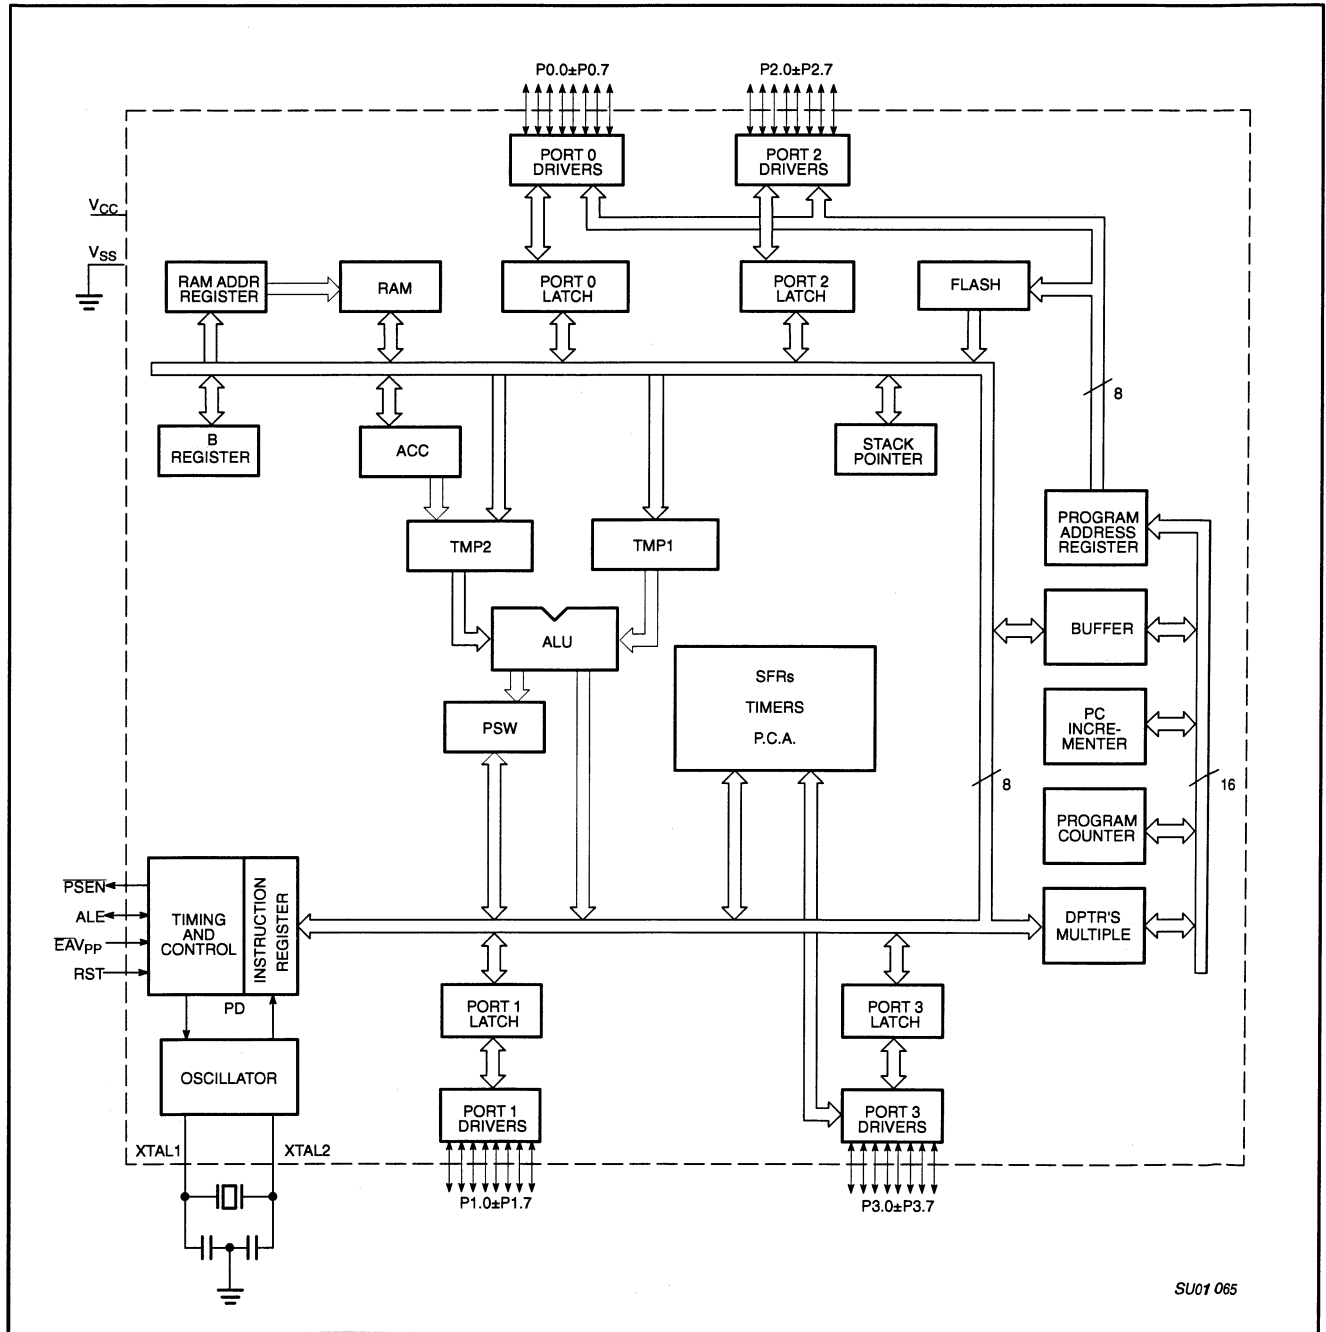 P0.0±P0.7
P2.0±P2.7
PORT 0
DRIVERS
PORT 2
DRIVERS
VCC
VSS
RAM ADDR
REGISTER
RAM
PORT 0
LATCH
PORT 2
LATCH
FLASH
8
B
REGISTER
ACC
STACK
POINTER
PROGRAM
ADDRESS
REGISTER
TMP2
TMP1
BUFFER
ALU
SFRs
TIMERS
P.C.A.
PSW
PC
INCRE-
MENTER
8
16
PROGRAM
COUNTER
PSEN
ALE
EAVPP
RST
TIMING
AND
CONTROL
INSTRUCTION
REGISTER
DPTR'S
MULTIPLE
PD
PORT 1
LATCH
PORT 3
LATCH
OSCILLATOR
PORT 1
DRIVERS
PORT 3
DRIVERS
XTAL1
XTAL2
P1.0±P1.7
P3.0±P3.7
SU01 065